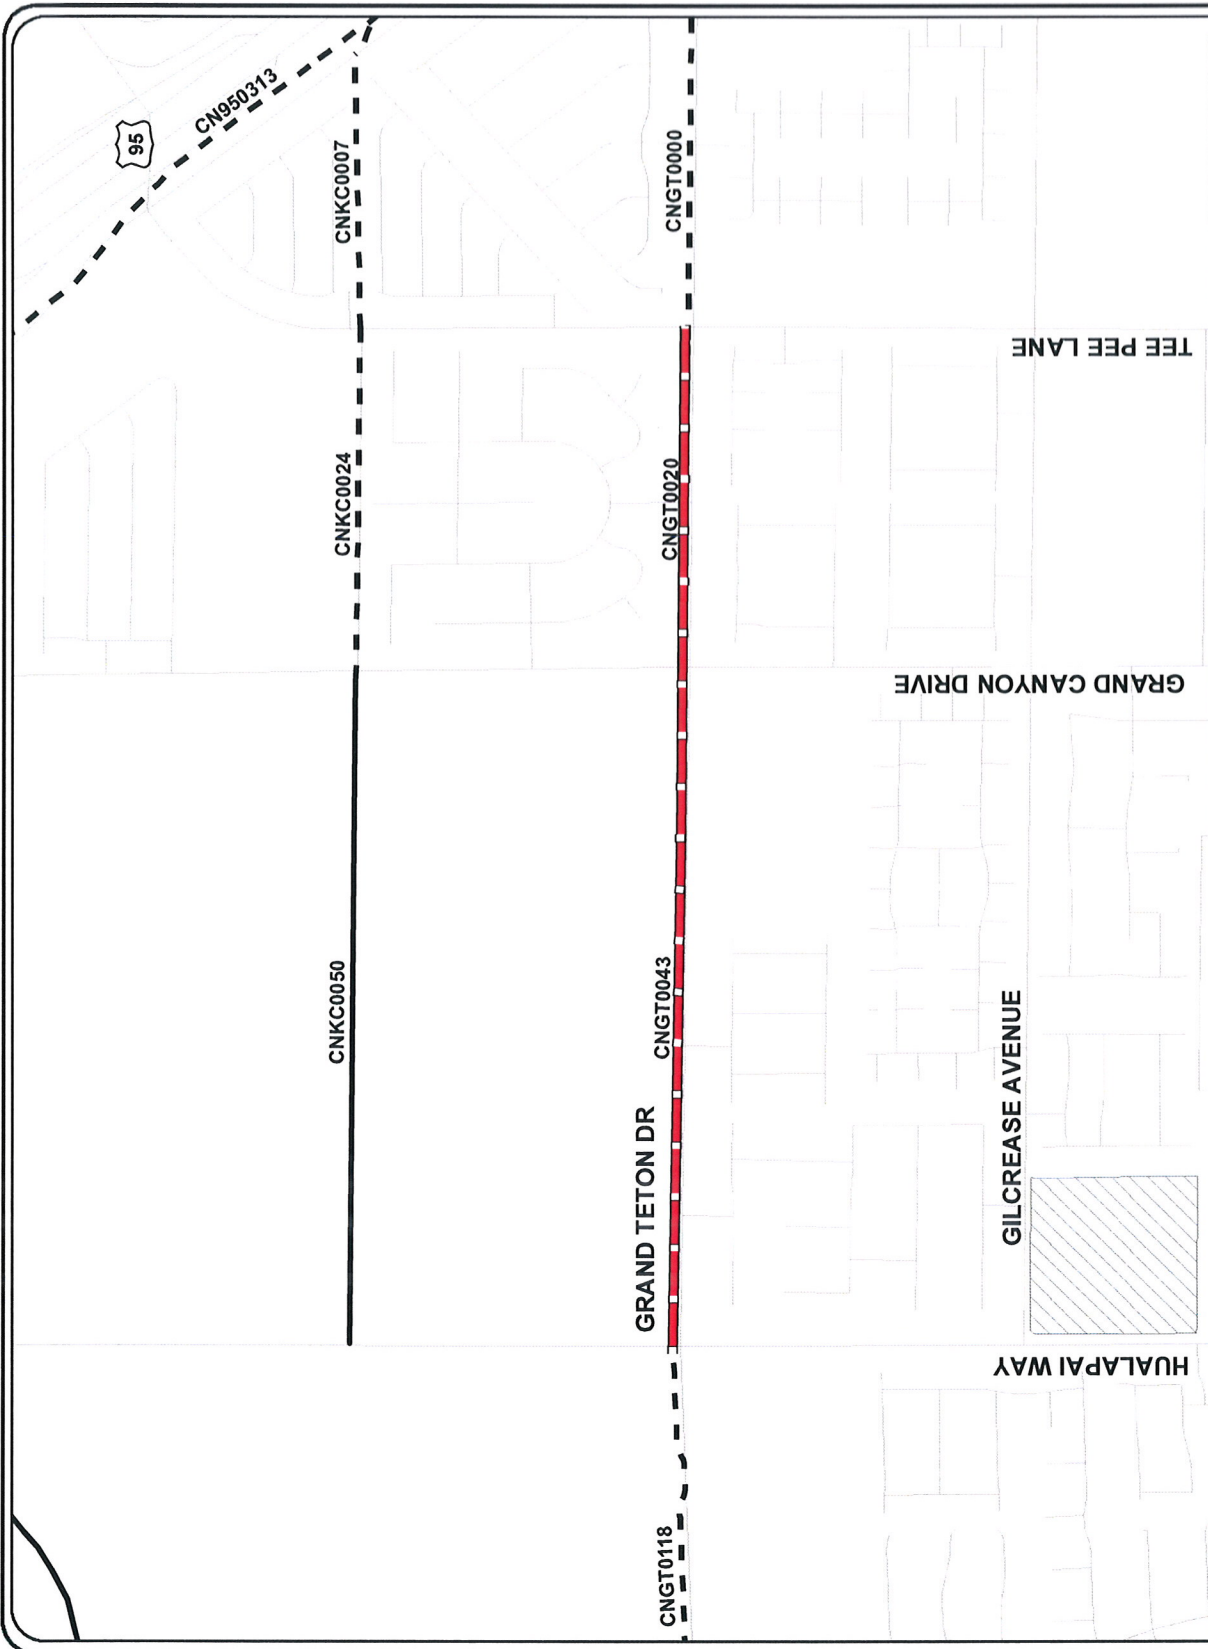 CN950313
95
CNKC0007
CNGT0000
TEE PEE LANE
CNKC0024
CNGT0020
GRAND CANYON DRIVE
CNKC0050
CNGT0043
GRAND TETON DR
GILCREASE AVENUE
HUALAPAI WAY
CNGT0118